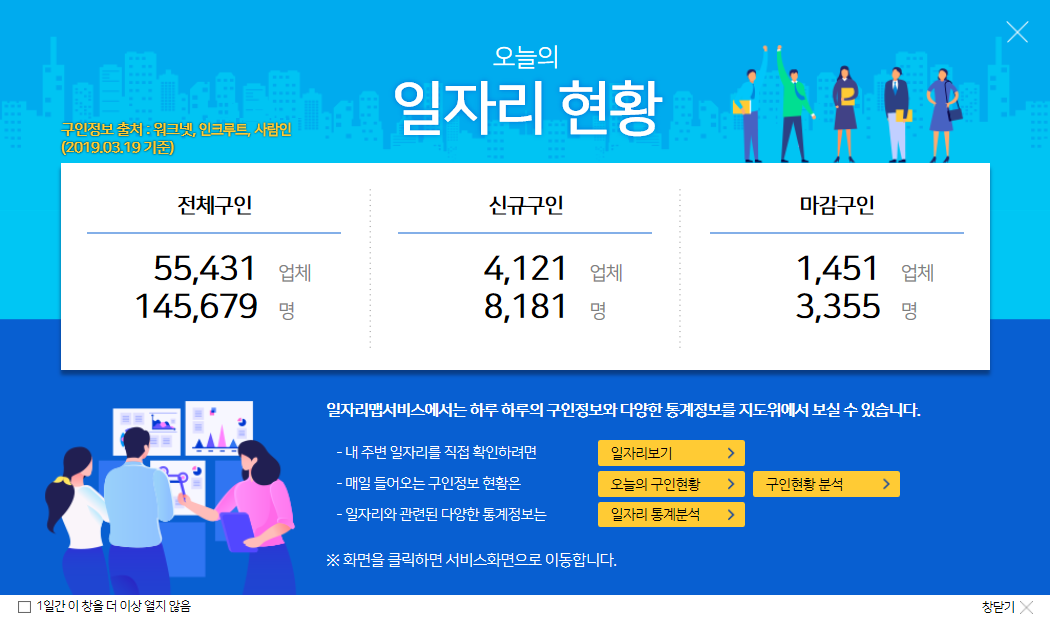 오늘의
일자리 현황
구인정보 출처 : 워크넷, 인크루트, 사람인
(2019.03.19 기준)
전체구인
55,431 업체
145,679 명
신규구인
4,121 업체
8,181 명
마감구인
1,451 업체
3,355 명
일자리맵서비스에서는 하루 하루의 구인정보와 다양한 통계정보를 지도위에서 보실 수 있습니다.
- 내 주변 일자리를 직접 확인하려면 일자리보기 >
- 매일 들어오는 구인정보 현황은 오늘의 구인현황 > 구인현황 분석 >
- 일자리와 관련된 다양한 통계정보는 일자리 통계분석 >
※ 화면을 클릭하면 서비스화면으로 이동합니다.
1일간 이 창을 더 이상 열지 않음 창닫기